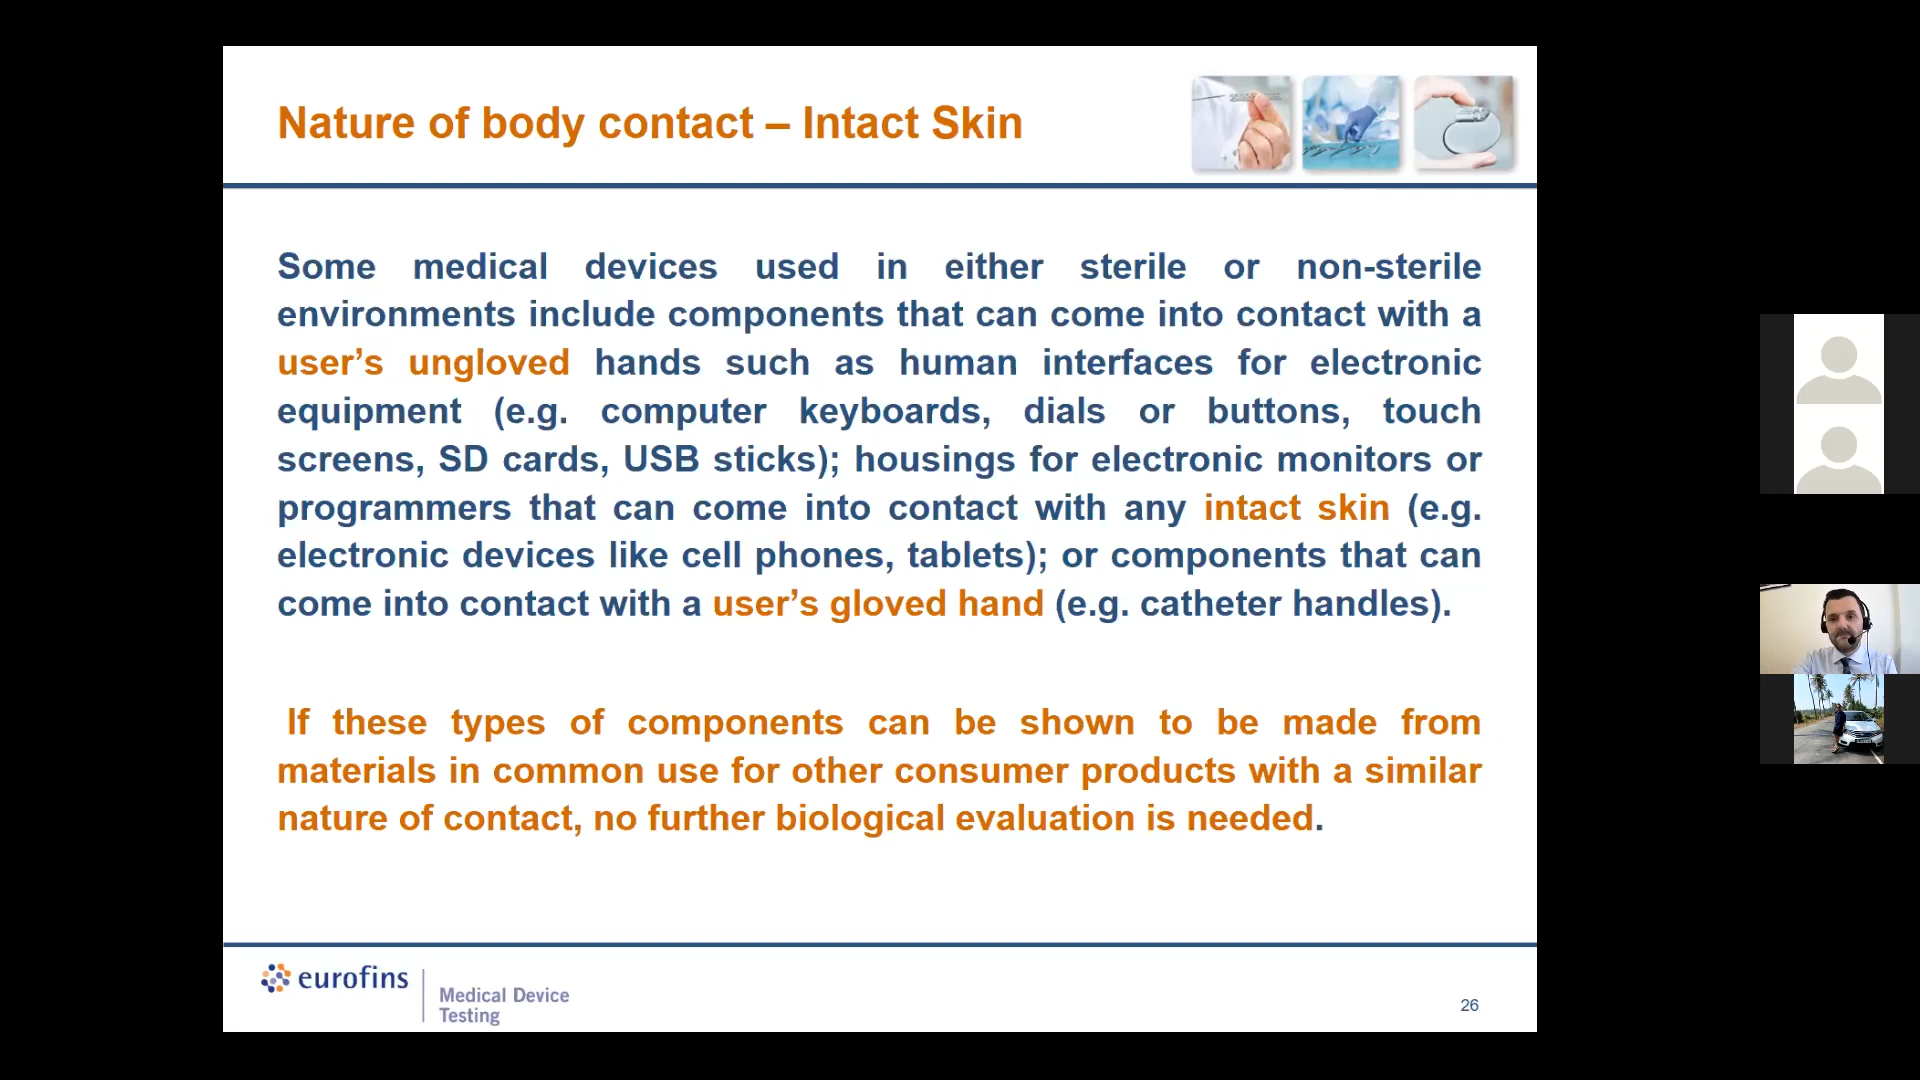 Nature of body contact – Intact Skin
Some medical devices used in either sterile or non-sterile
environments include components that can come into contact with a
user’s ungloved hands such as human interfaces for electronic
equipment (e.g. computer keyboards, dials or buttons, touch
screens, SD cards, USB sticks); housings for electronic monitors or
programmers that can come into contact with any intact skin (e.g.
electronic devices like cell phones, tablets); or components that can
come into contact with a user’s gloved hand (e.g. catheter handles).
If these types of components can be shown to be made from
materials in common use for other consumer products with a similar
nature of contact, no further biological evaluation is needed.
eurofins
Medical Device
Testing
26